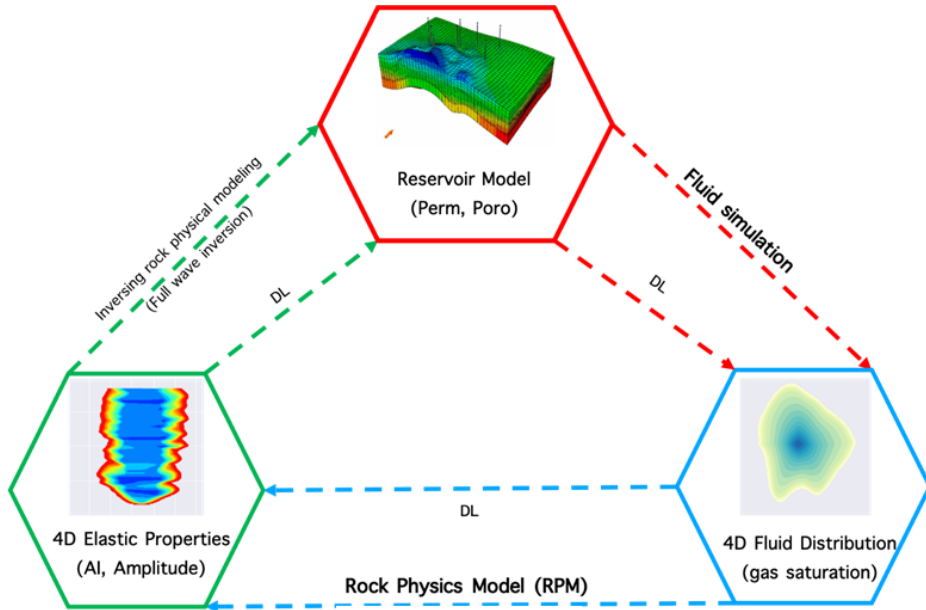 Reservoir Model
(Perm, Poro)
Inversing rock physical modeling
(Full wave inversion)
DL
Fluid simulation
DL
4D Elastic Properties
(AI, Amplitude)
DL
4D Fluid Distribution
(gas saturation)
Rock Physics Model (RPM)